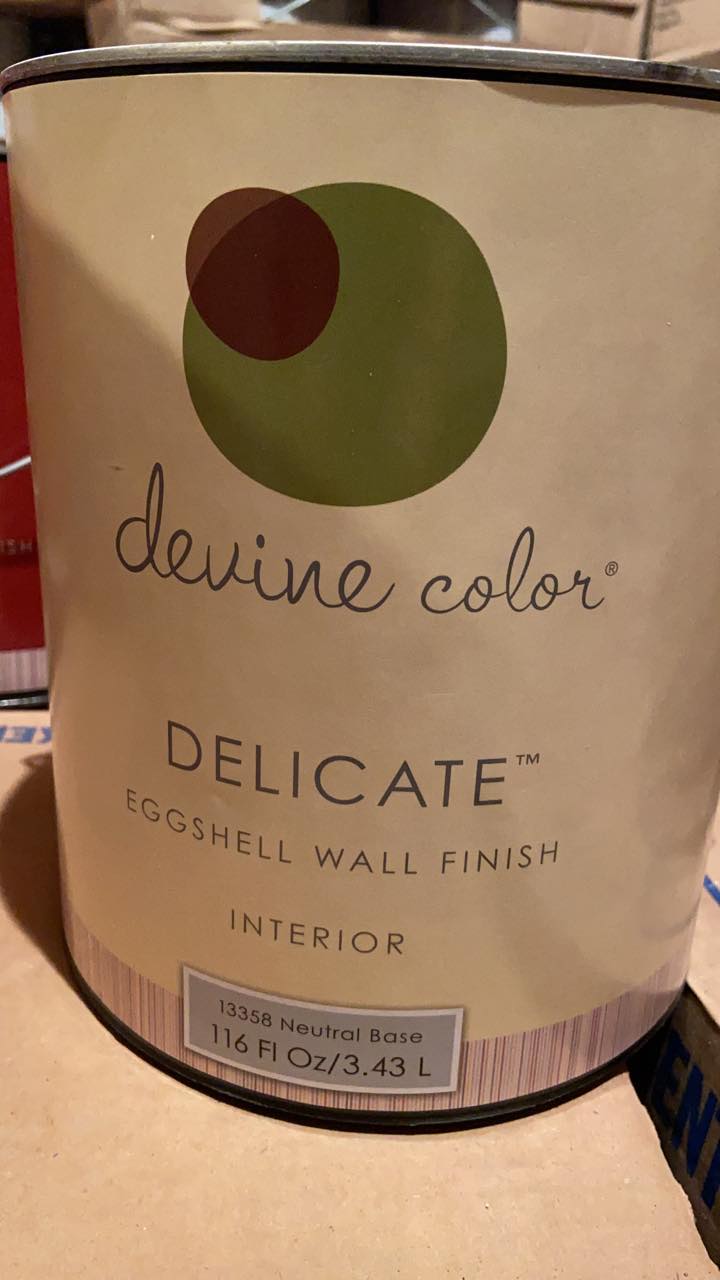 devine color®
DELICATE™
EGGSHELL WALL FINISH
INTERIOR
13358 Neutral Base
116 Fl Oz/3.43 L